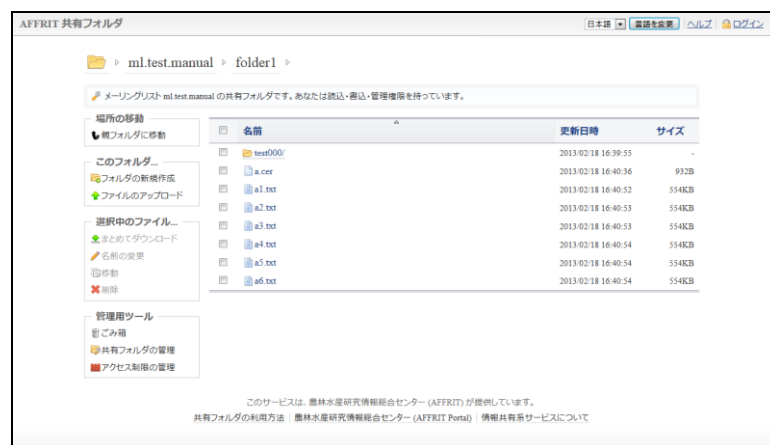 AFFRIT 共有フォルダ
日本語 言語を変更 ヘルプ ログイン
ml.test.manual folder1
メーリングリスト ml.test.manual の共有フォルダです。あなたは読込・書込・管理権限を持っています。
場所の移動
親フォルダに移動
このフォルダ...
フォルダの新規作成
ファイルのアップロード
選択中のファイル...
まとめてダウンロード
名前の変更
移動
削除
管理用ツール
ごみ箱
共有フォルダの管理
アクセス制限の管理
名前 更新日時 サイズ
test000/ 2013/02/18 16:39:55 -
a.cer 2013/02/18 16:40:36 932B
a1.txt 2013/02/18 16:40:52 554KB
a2.txt 2013/02/18 16:40:53 554KB
a3.txt 2013/02/18 16:40:53 554KB
a4.txt 2013/02/18 16:40:54 554KB
a5.txt 2013/02/18 16:40:54 554KB
a6.txt 2013/02/18 16:40:54 554KB
このサービスは、農林水産研究情報総合センター (AFFRIT) が提供しています。
共有フォルダの利用方法 | 農林水産研究情報総合センター (AFFRIT Portal) | 情報共有系サービスについて